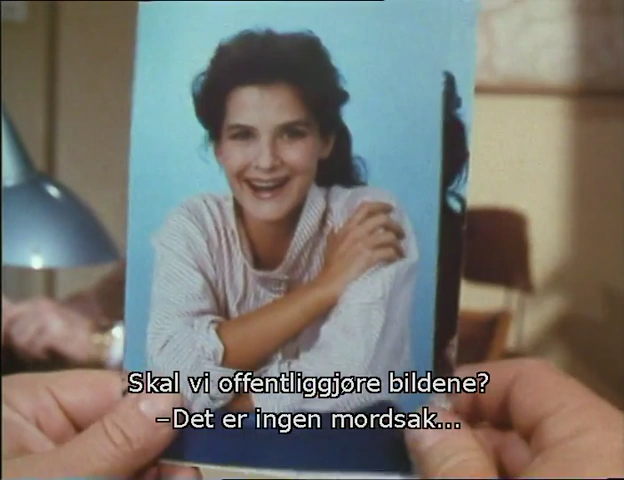 Skal vi offentliggjøre bildene?
–Det er ingen mordsak...